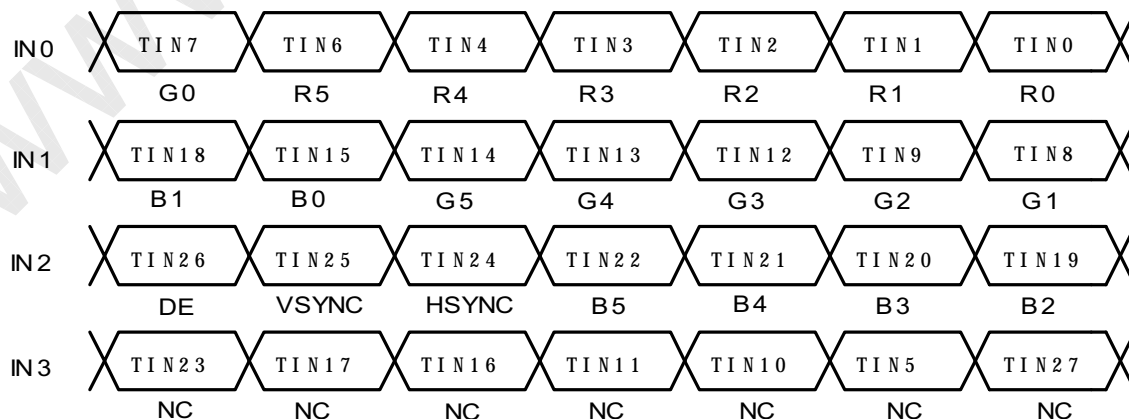 IN0 TIN7 TIN6 TIN4 TIN3 TIN2 TIN1 TIN0
G0 R5 R4 R3 R2 R1 R0
IN1 TIN18 TIN15 TIN14 TIN13 TIN12 TIN9 TIN8
B1 B0 G5 G4 G3 G2 G1
IN2 TIN26 TIN25 TIN24 TIN22 TIN21 TIN20 TIN19
DE VSYNC HSYNC B5 B4 B3 B2
IN3 TIN23 TIN17 TIN16 TIN11 TIN10 TIN5 TIN27
NC NC NC NC NC NC NC